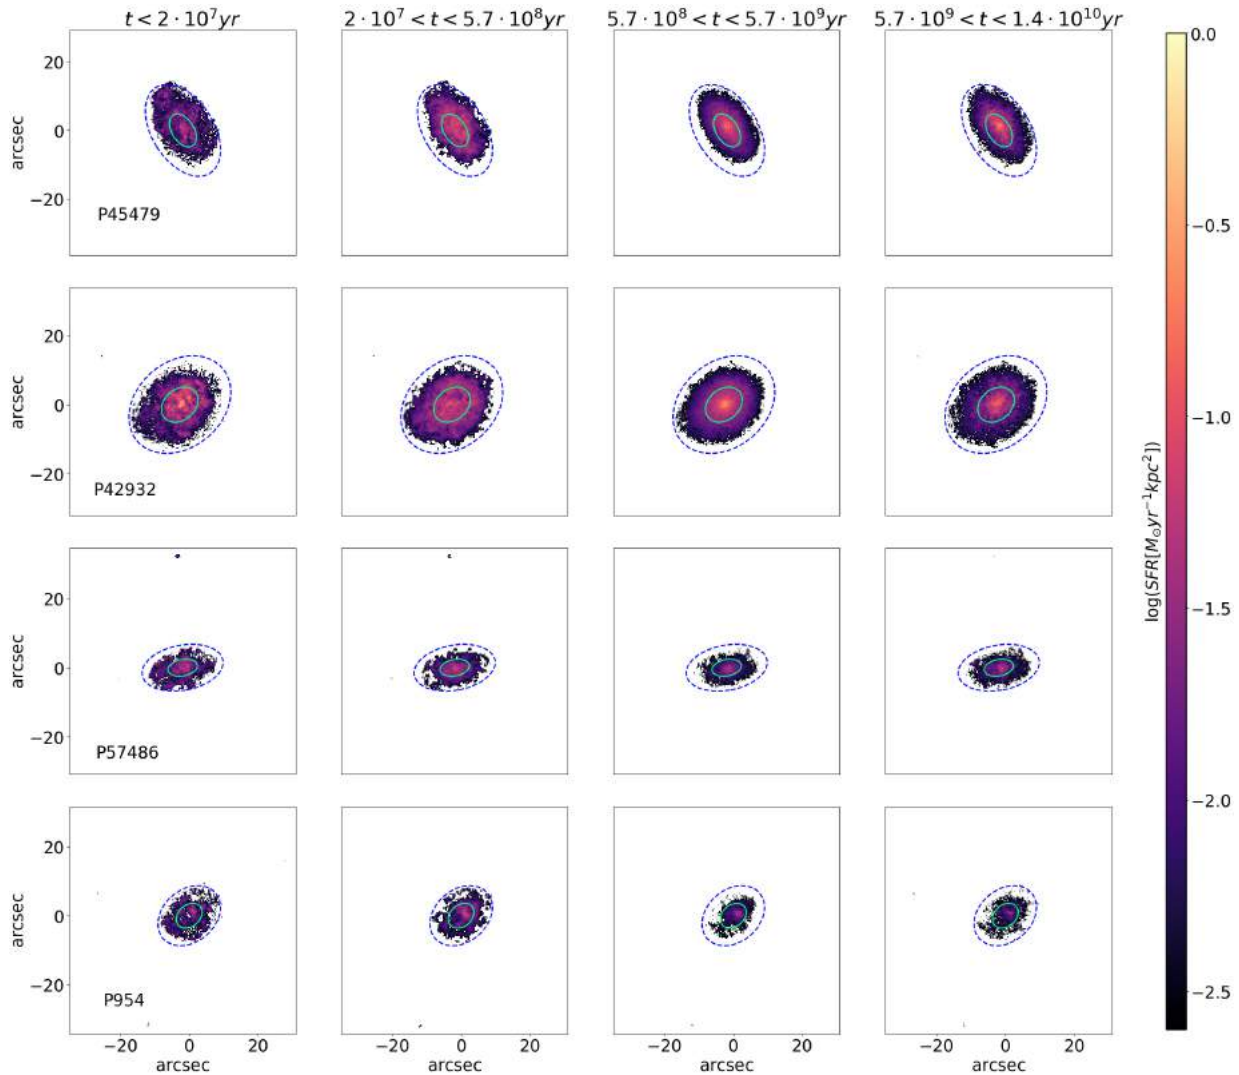 t < 2 · 10⁷yr
2 · 10⁷ < t < 5.7 · 10⁸yr
5.7 · 10⁸ < t < 5.7 · 10⁹yr
5.7 · 10⁹ < t < 1.4 · 10¹⁰yr
arcsec
20
0
−20
P45479
arcsec
20
0
−20
P42932
arcsec
20
0
−20
P57486
arcsec
20
0
−20
P954
−20 0 20
arcsec
−20 0 20
arcsec
−20 0 20
arcsec
−20 0 20
arcsec
0.0
−0.5
−1.0
−1.5
−2.0
−2.5
log(SFR[M⊙yr⁻¹kpc²])